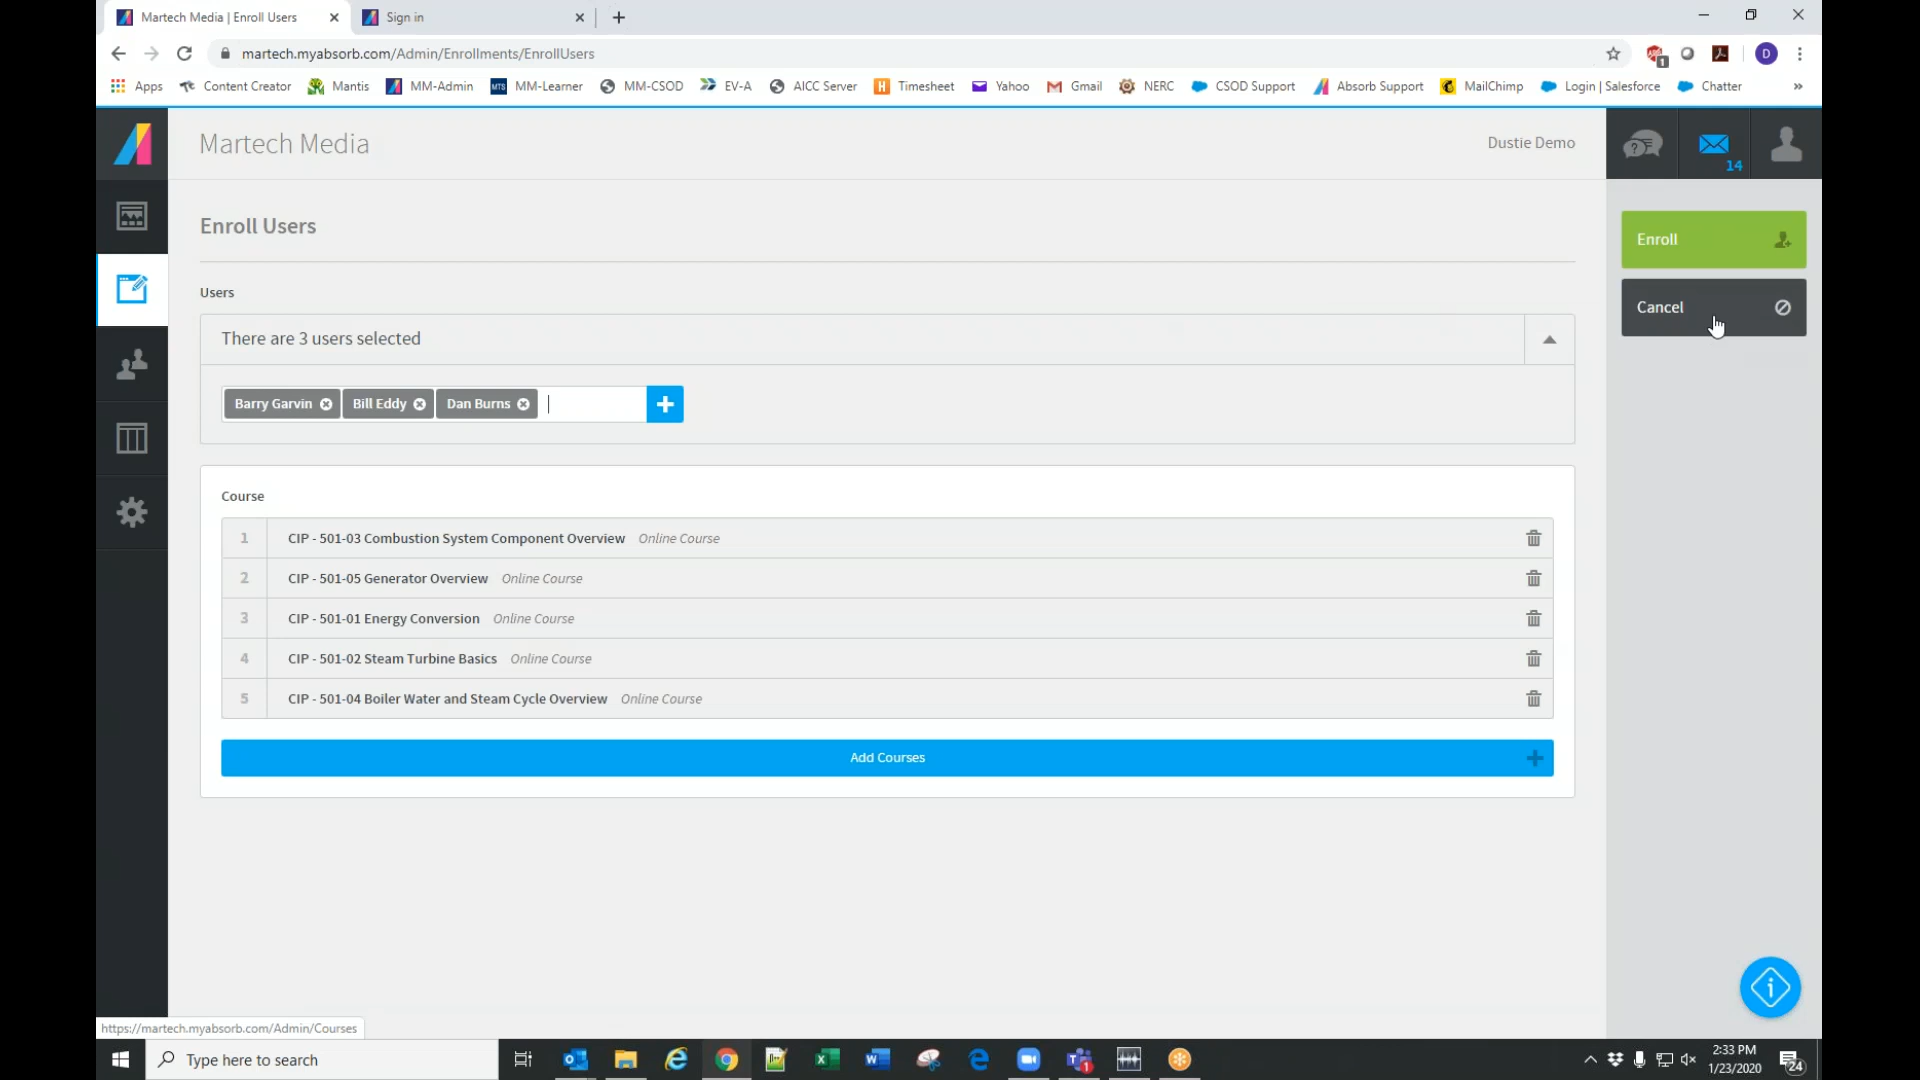 Martech Media | Enroll Users
Sign in
martech.myabsorb.com/Admin/Enrollments/EnrollUsers
1
D
Apps
Content Creator
Mantis
MM-Admin
MTS
MM-Learner
MM-CSOD
EV-A
AICC Server
H
Timesheet
Yahoo
Gmail
NERC
CSOD Support
Absorb Support
MailChimp
Login | Salesforce
Chatter
»
Martech Media
Dustie Demo
14
Enroll Users
Enroll
Users
Cancel
There are 3 users selected
Barry Garvin
Bill Eddy
Dan Burns
Course
1 CIP - 501-03 Combustion System Component Overview Online Course
2 CIP - 501-05 Generator Overview Online Course
3 CIP - 501-01 Energy Conversion Online Course
4 CIP - 501-02 Steam Turbine Basics Online Course
5 CIP - 501-04 Boiler Water and Steam Cycle Overview Online Course
Add Courses
https://martech.myabsorb.com/Admin/Courses
Type here to search
1
2:33 PM
1/23/2020
24